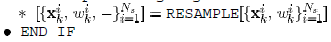 * [{x_k^i, w_k^i, −}_{i=1}^{N_s}] = RESAMPLE[{x_k^i, w_k^i}_{i=1}^{N_s}]
• END IF